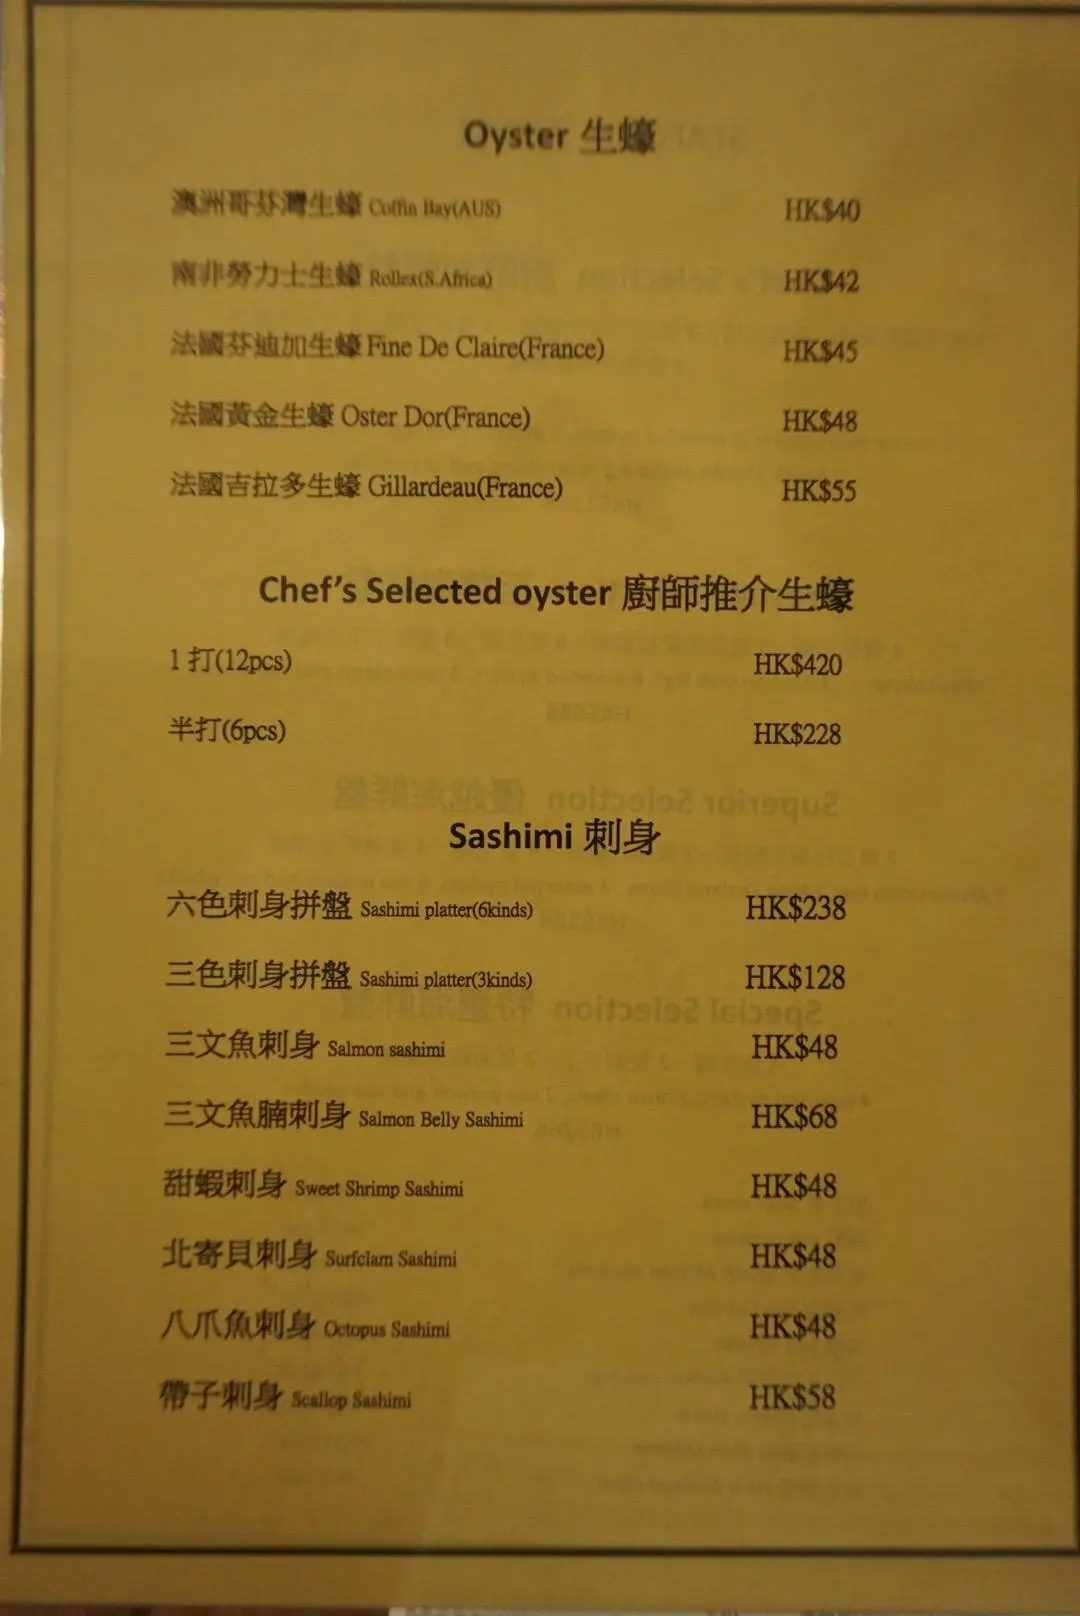 Oyster 生蠔
澳洲哥芬灣生蠔 Coffin Bay(AUS) HK$40
南非勞力士生蠔 Rollex(S.Africa) HK$42
法國芬迪加生蠔 Fine De Claire(France) HK$45
法國黃金生蠔 Oster Dor(France) HK$48
法國吉拉多生蠔 Gillardeau(France) HK$55
Chef's Selected oyster 廚師推介生蠔
1 打(12pcs) HK$420
半打(6pcs) HK$228
Sashimi 刺身
六色刺身拼盤 Sashimi platter(6kinds) HK$238
三色刺身拼盤 Sashimi platter(3kinds) HK$128
三文魚刺身 Salmon sashimi HK$48
三文魚腩刺身 Salmon Belly Sashimi HK$68
甜蝦刺身 Sweet Shrimp Sashimi HK$48
北寄貝刺身 Surfclam Sashimi HK$48
八爪魚刺身 Octopus Sashimi HK$48
帶子刺身 Scallop Sashimi HK$58